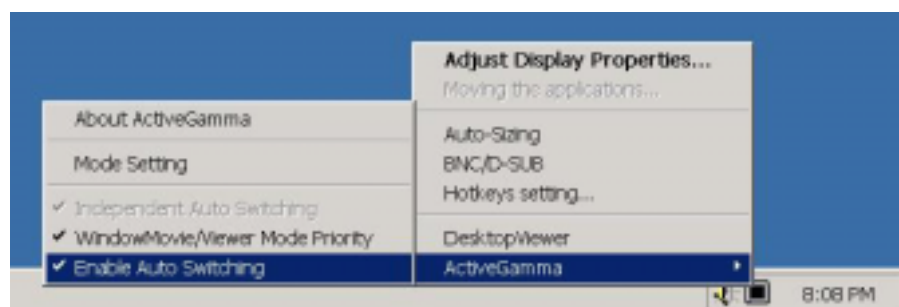 Adjust Display Properties...
Moving the applications...
Auto-Sizing
BNC/D-SUB
Hotkeys setting...
DesktopViewer
ActiveGamma
About ActiveGamma
Mode Setting
Independent Auto Switching
WindowMovie/Viewer Mode Priority
Enable Auto Switching
8:08 PM